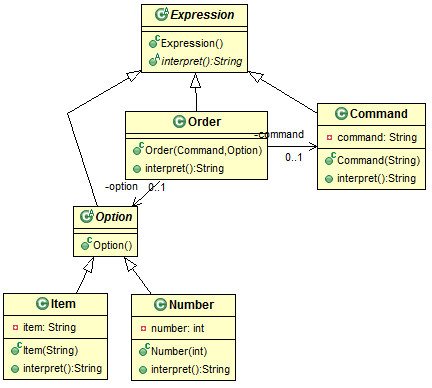 Expression
Expression()
interpret():String
Order
Order(Command,Option)
interpret():String
-command
0..1
Command
command: String
Command(String)
interpret():String
-option
0..1
Option
Option()
Item
item: String
Item(String)
interpret():String
Number
number: int
Number(int)
interpret():String